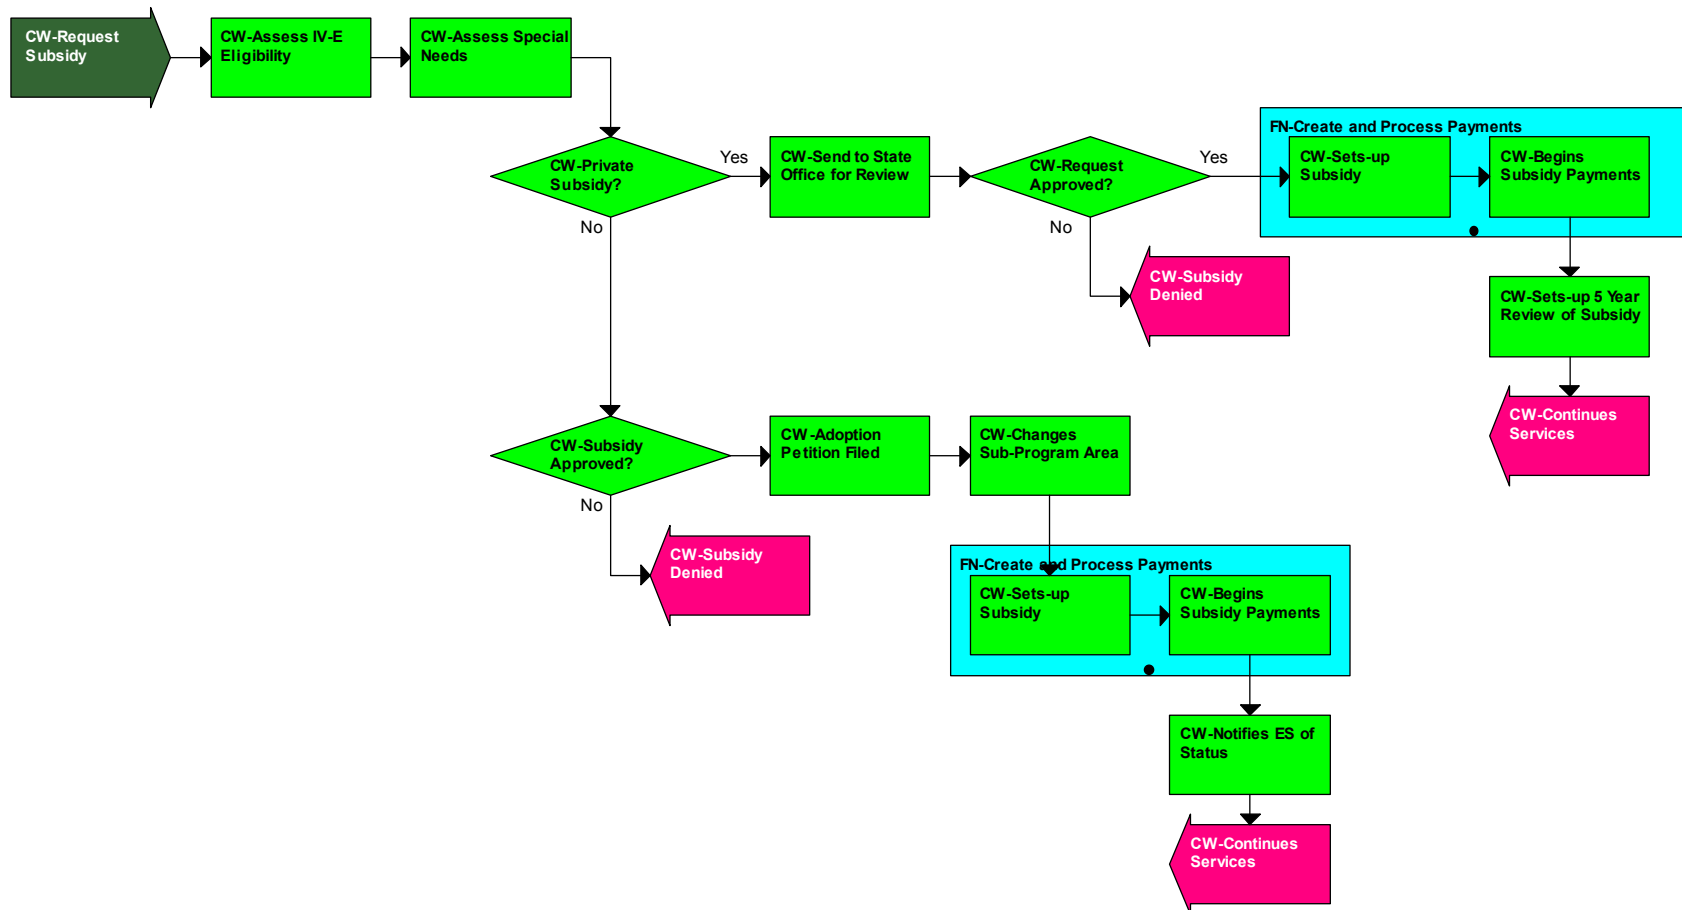 CW-Request
Subsidy
CW-Assess IV-E
Eligibility
CW-Assess Special
Needs
CW-Private
Subsidy?
Yes
No
CW-Send to State
Office for Review
CW-Request
Approved?
Yes
No
FN-Create and Process Payments
CW-Sets-up
Subsidy
CW-Begins
Subsidy Payments
CW-Subsidy
Denied
CW-Sets-up 5 Year
Review of Subsidy
CW-Continues
Services
CW-Subsidy
Approved?
No
CW-Adoption
Petition Filed
CW-Changes
Sub-Program Area
CW-Subsidy
Denied
FN-Create and Process Payments
CW-Sets-up
Subsidy
CW-Begins
Subsidy Payments
CW-Notifies ES of
Status
CW-Continues
Services